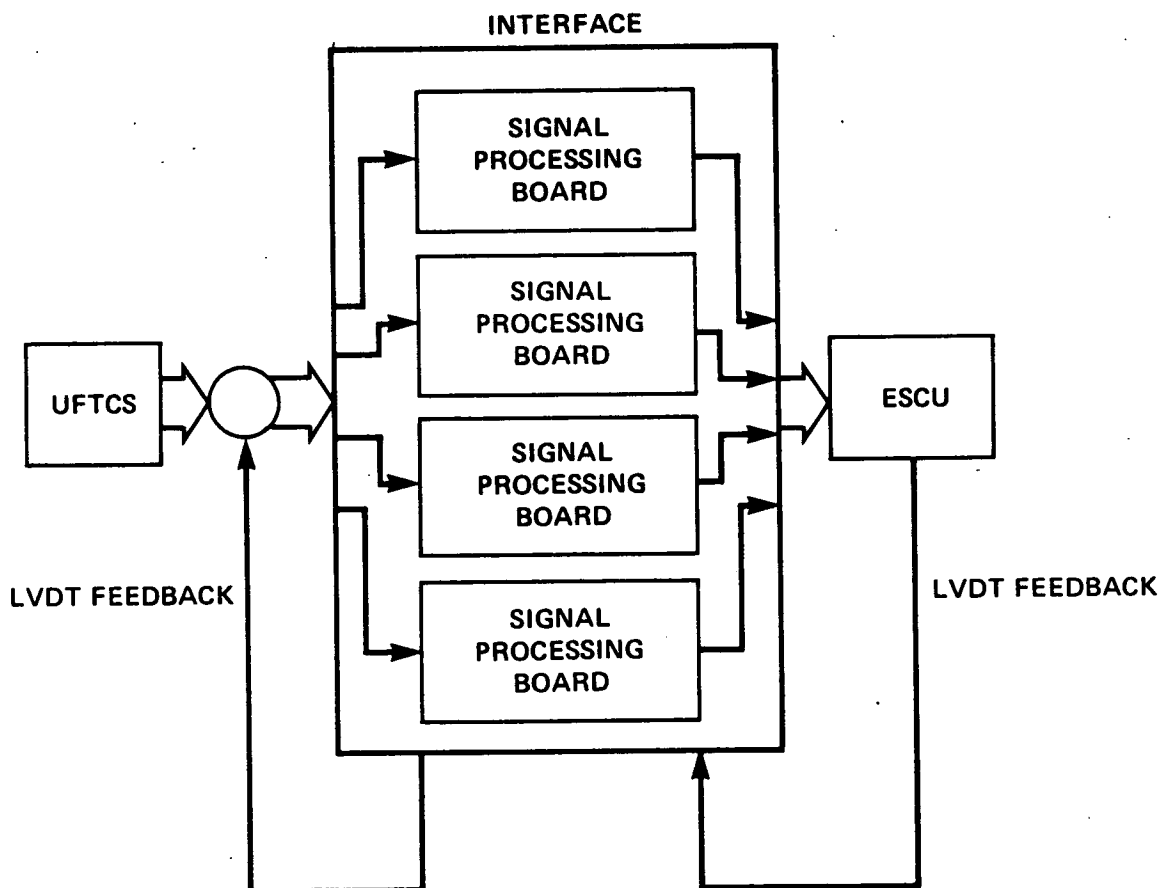 INTERFACE
SIGNAL
PROCESSING
BOARD
SIGNAL
PROCESSING
BOARD
UFTCS
ESCU
SIGNAL
PROCESSING
BOARD
LVDT FEEDBACK
LVDT FEEDBACK
SIGNAL
PROCESSING
BOARD